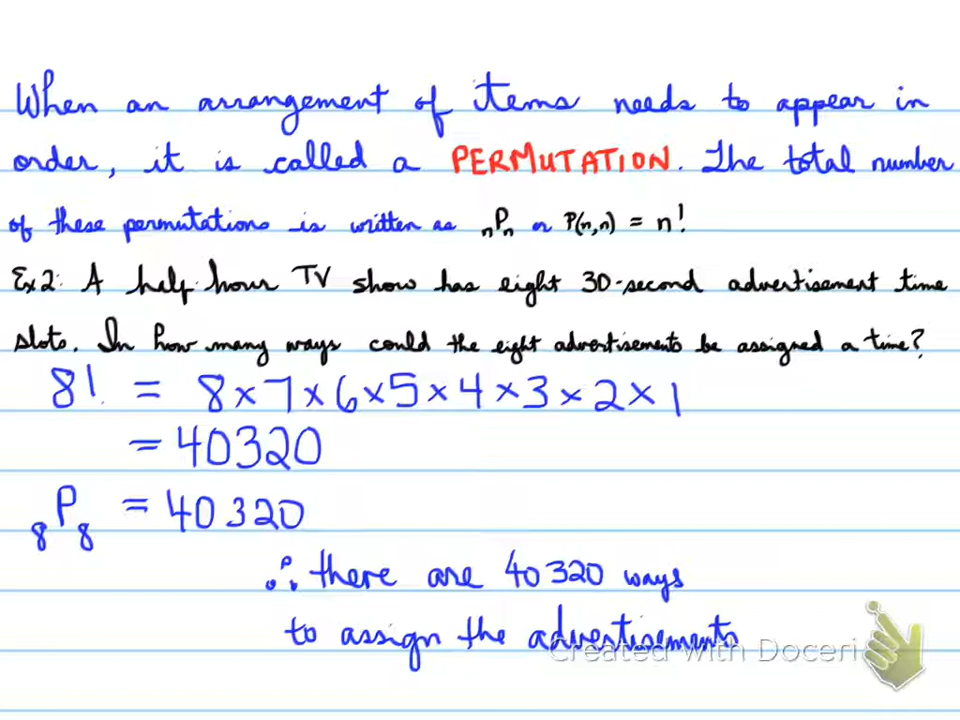 When an arrangement of items needs to appear in
order, it is called a PERMUTATION. The total number
of these permutations is written as ₙPₙ or P(n,n) = n!
Ex2: A help hour TV show has eight 30-second advertisement time
slots. In how many ways could the eight advertisements be assigned a time?
8! = 8×7×6×5×4×3×2×1
= 40320
₈P₈ = 40320
∴ there are 40320 ways
to assign the advertisements
Created with Doceri